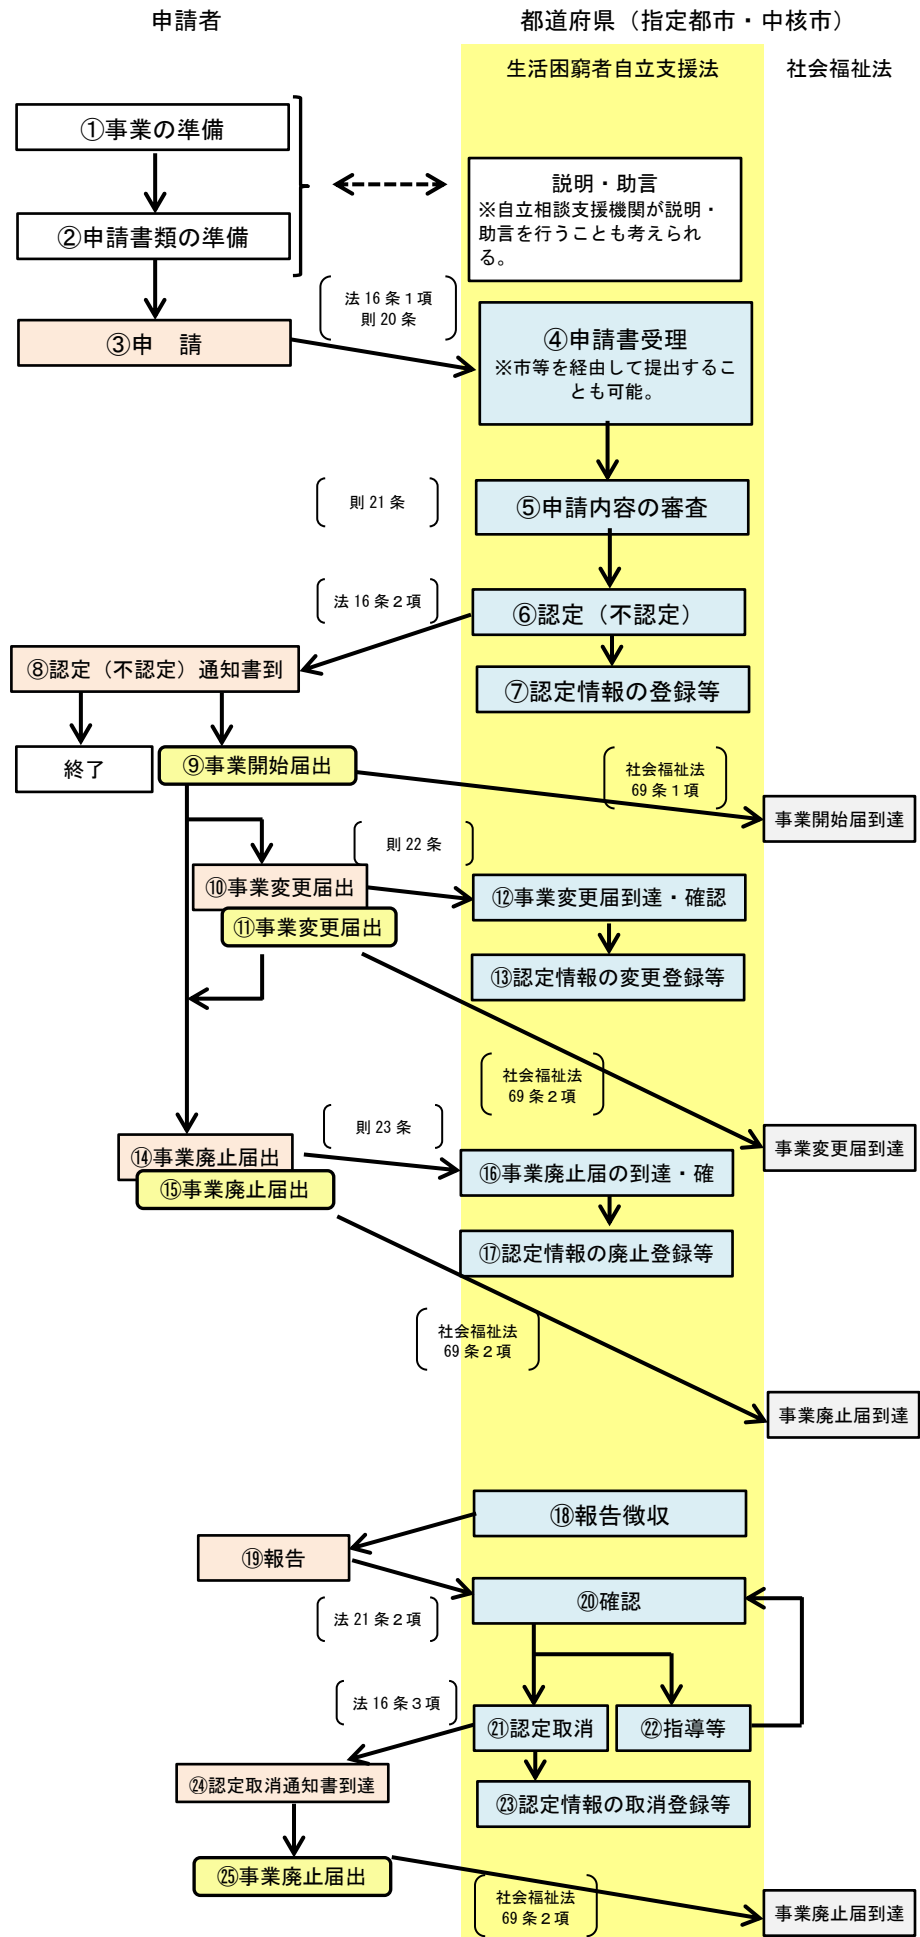 申請者
都道府県（指定都市・中核市）
生活困窮者自立支援法
社会福祉法
①事業の準備
説明・助言
※自立相談支援機関が説明・
助言を行うことも考えられ
る。
②申請書類の準備
法16条1項
則20条
③申　請
④申請書受理
※市等を経由して提出するこ
とも可能。
則21条
⑤申請内容の審査
法16条2項
⑥認定（不認定）
⑧認定（不認定）通知書到
⑦認定情報の登録等
終了
⑨事業開始届出
社会福祉法
69条1項
事業開始届到達
則22条
⑩事業変更届出
⑫事業変更届到達・確認
⑪事業変更届出
⑬認定情報の変更登録等
社会福祉法
69条2項
則23条
事業変更届到達
⑭事業廃止届出
⑯事業廃止届の到達・確
⑮事業廃止届出
⑰認定情報の廃止登録等
社会福祉法
69条2項
事業廃止届到達
⑱報告徴収
⑲報告
⑳確認
法21条2項
法16条3項
㉑認定取消
㉒指導等
㉔認定取消通知書到達
㉓認定情報の取消登録等
㉕事業廃止届出
社会福祉法
69条2項
事業廃止届到達